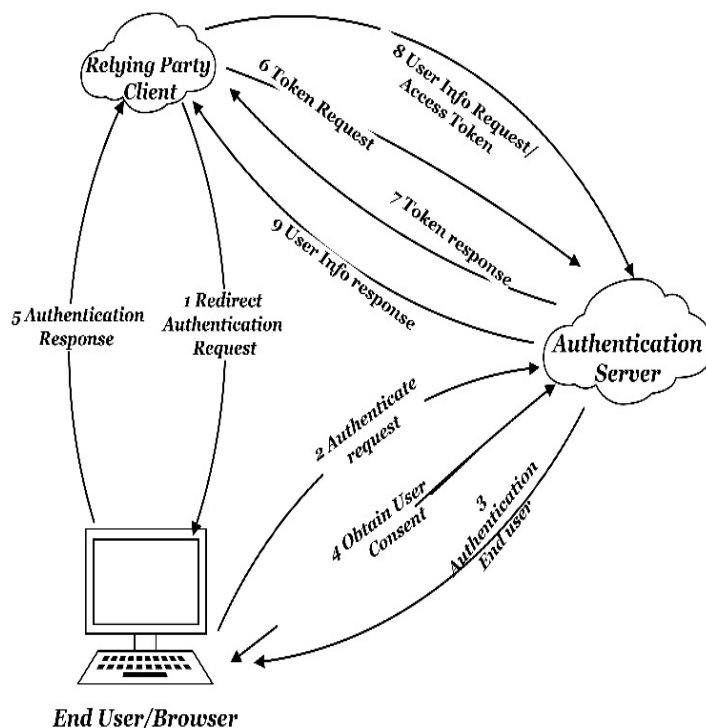 Relying Party
Client
8 User Info Request/
Access Token
6 Token Request
7 Token response
9 User Info response
5 Authentication
Response
1 Redirect
Authentication
Request
Authentication
Server
2 Authenticate
request
4 Obtain User
Consent
3
Authentication
End user
End User/Browser